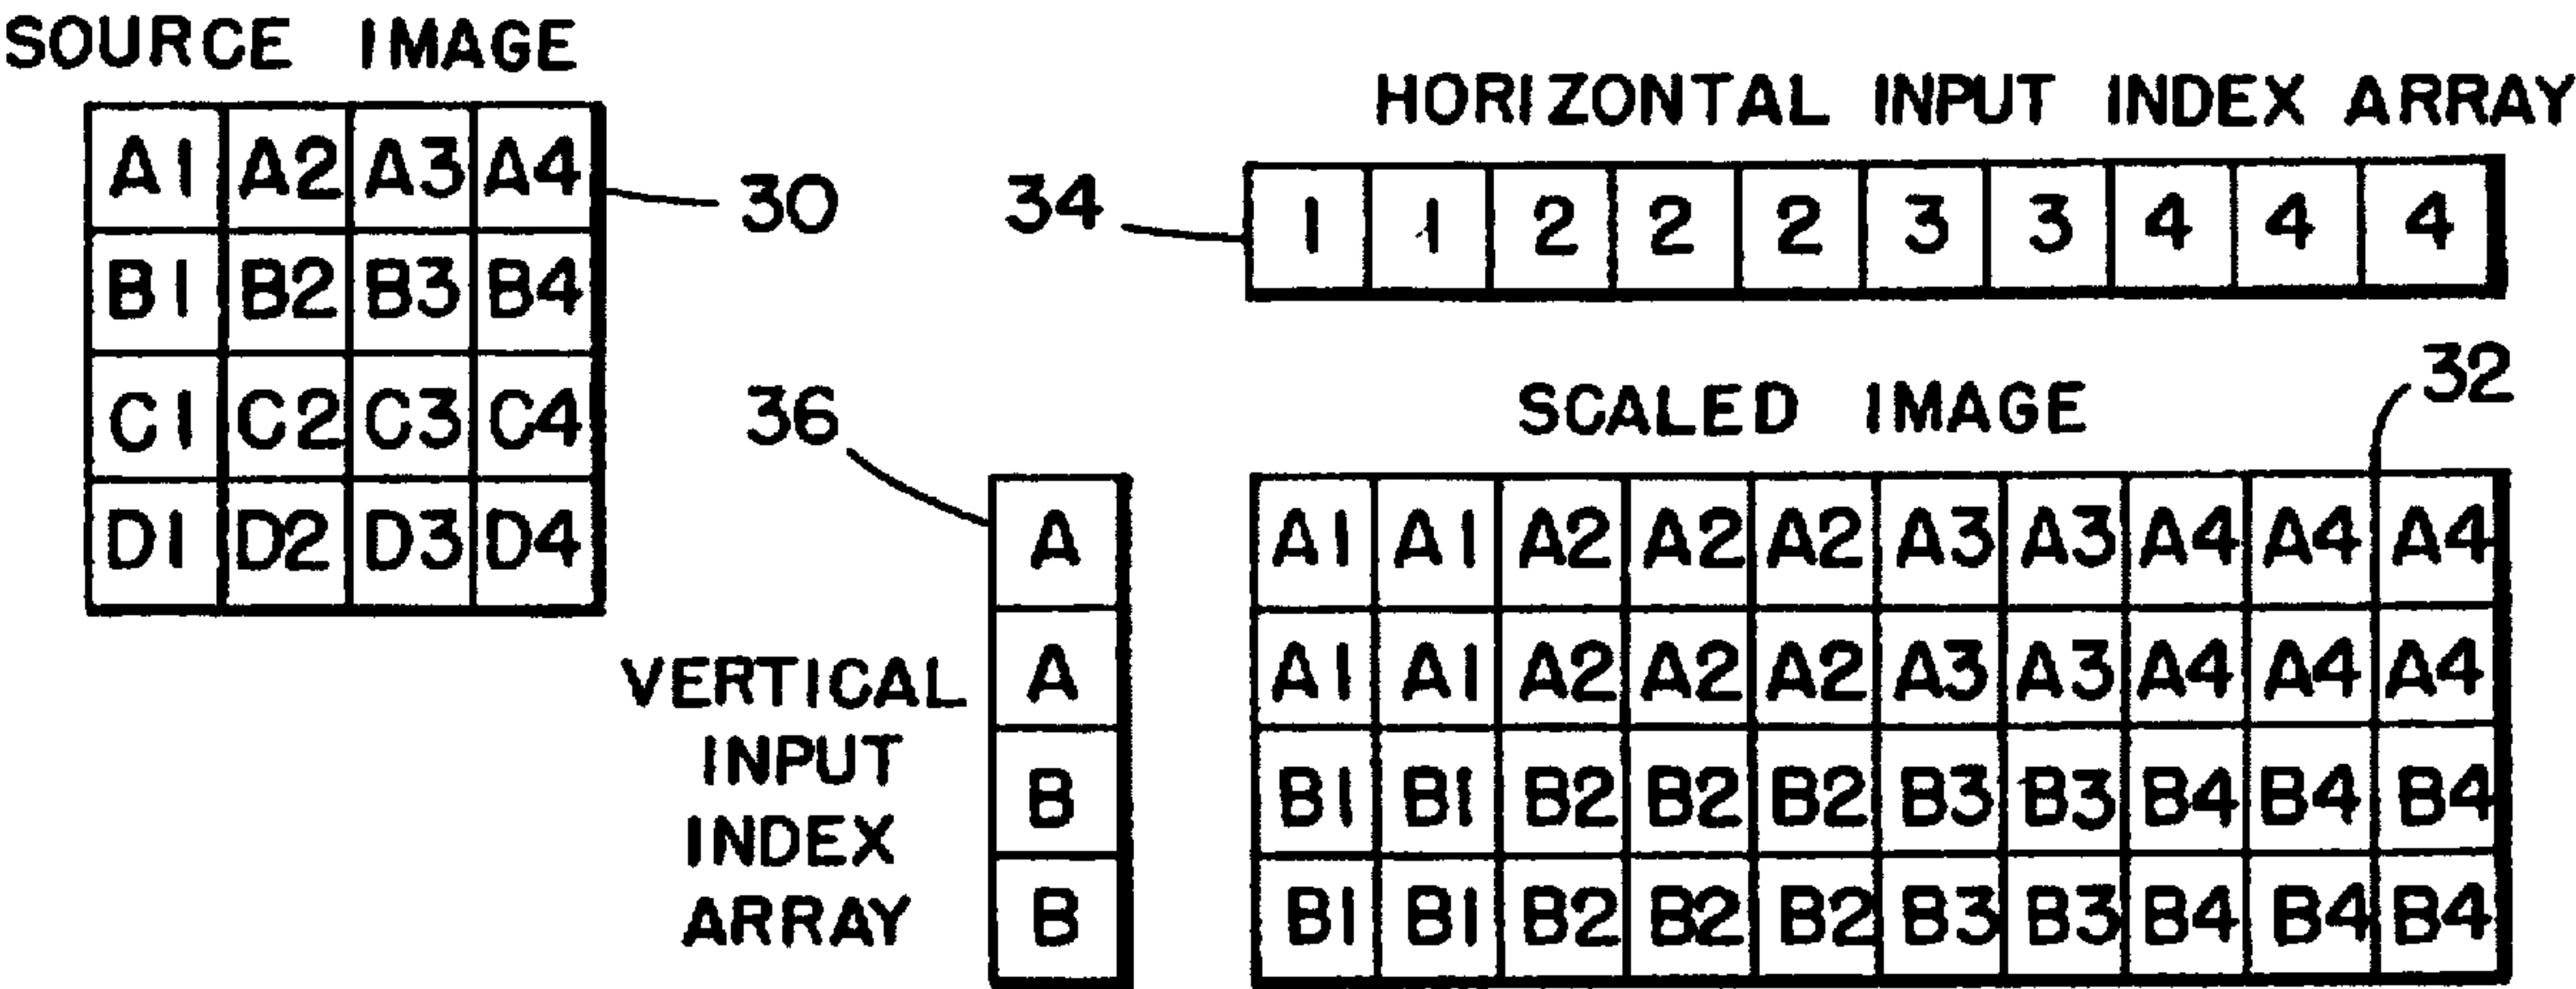 SOURCE IMAGE
A1 A2 A3 A4
B1 B2 B3 B4
C1 C2 C3 C4
D1 D2 D3 D4
30
HORIZONTAL INPUT INDEX ARRAY
34
1 1 2 2 2 3 3 4 4 4
36
VERTICAL
INPUT
INDEX
ARRAY
A
A
B
B
SCALED IMAGE
32
A1 A1 A2 A2 A2 A3 A3 A4 A4 A4
A1 A1 A2 A2 A2 A3 A3 A4 A4 A4
B1 B1 B2 B2 B2 B3 B3 B4 B4 B4
B1 B1 B2 B2 B2 B3 B3 B4 B4 B4